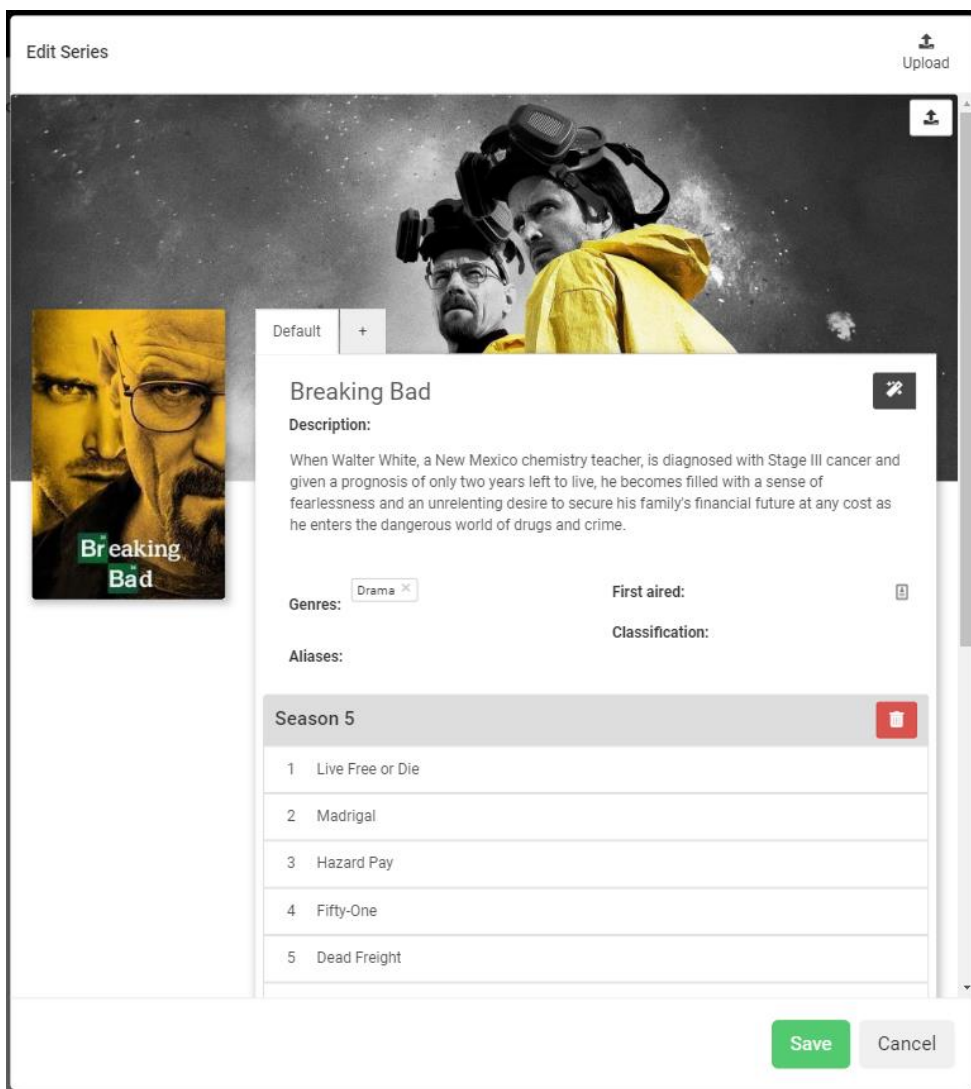 Edit Series
Upload
Default +
Breaking Bad
Description:
When Walter White, a New Mexico chemistry teacher, is diagnosed with Stage III cancer and
given a prognosis of only two years left to live, he becomes filled with a sense of
fearlessness and an unrelenting desire to secure his family's financial future at any cost as
he enters the dangerous world of drugs and crime.
Breaking
Bad
Genres: Drama ×
First aired:
Classification:
Aliases:
Season 5
1 Live Free or Die
2 Madrigal
3 Hazard Pay
4 Fifty-One
5 Dead Freight
Save Cancel